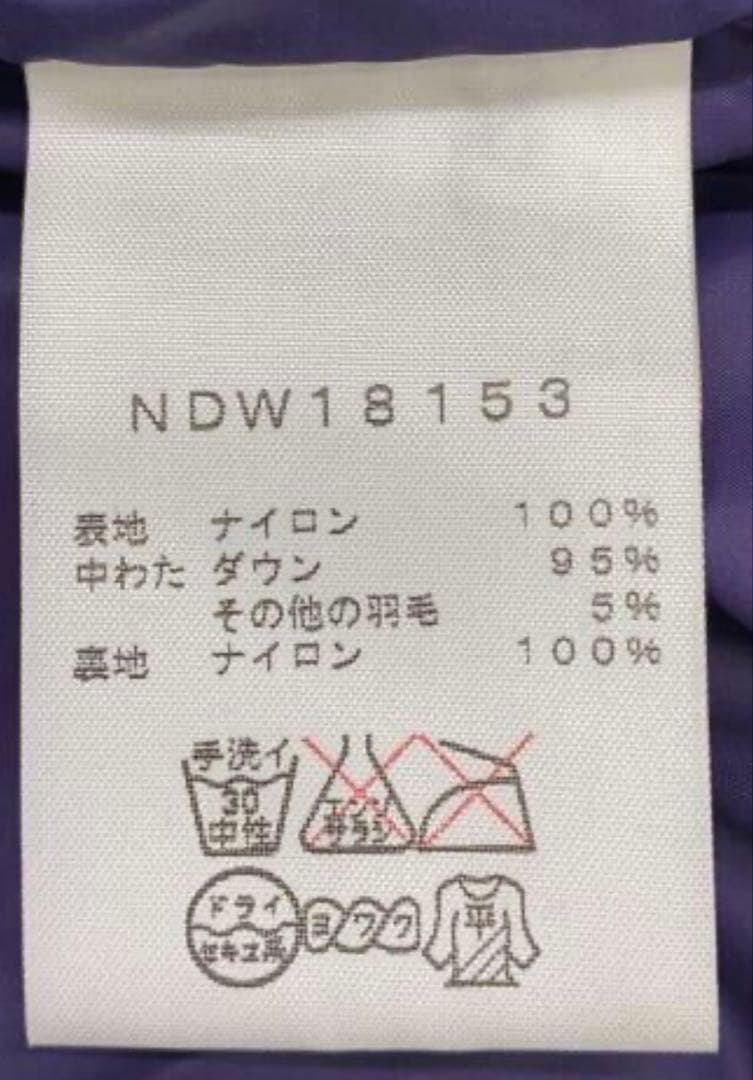 NDW18153
表地 ナイロン 100%
中わた ダウン 95%
その他の羽毛 5%
裏地 ナイロン 100%
手洗イ
30
中性
エンソ
サラシ
ドライ
セキユ系
ヨワク
平